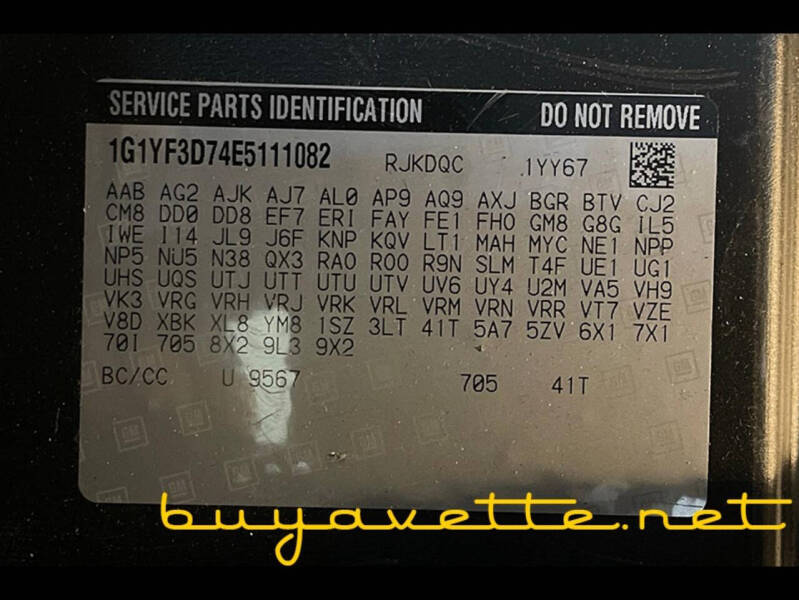 SERVICE PARTS IDENTIFICATION DO NOT REMOVE
1G1YF3D74E5111082 RJKDQC 1YY67
AAB AG2 AJK AJ7 AL0 AP9 AQ9 AXJ BGR BTV CJ2
CM8 DD0 DD8 EF7 ERI FAY FE1 FHO GM8 G8G IL5
IWE I14 JL9 J6F KNP KQV LT1 MAH MYC NE1 NPP
NP5 NU5 N38 QX3 RA0 R00 R9N SLM T4F UE1 UG1
UHS UQS UTJ UTT UTU UTV UV6 UY4 U2M VA5 VH9
VK3 VRG VRH VRJ VRK VRL VRM VRN VRR VT7 VZE
V8D XBK XL8 YM8 1SZ 3LT 41T 5A7 5ZV 6X1 7X1
70I 705 8X2 9L3 9X2
BC/CC U 9567 705 41T
buyavette.net